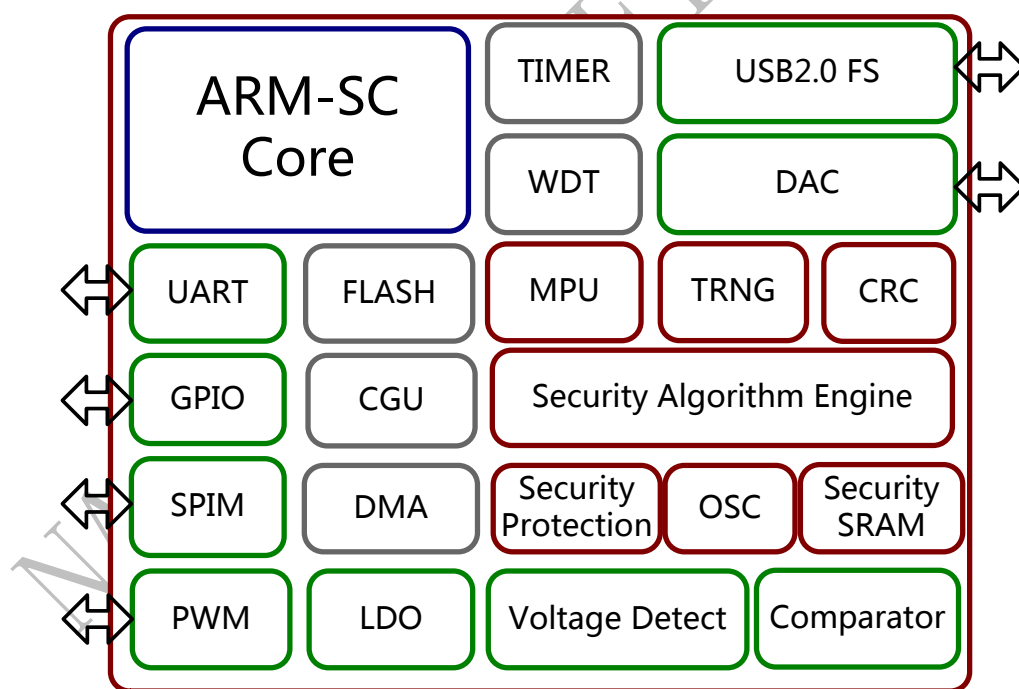 ARM-SC
Core
TIMER
USB2.0 FS
WDT
DAC
UART
FLASH
MPU
TRNG
CRC
GPIO
CGU
Security Algorithm Engine
SPIM
DMA
Security
Protection
OSC
Security
SRAM
PWM
LDO
Voltage Detect
Comparator